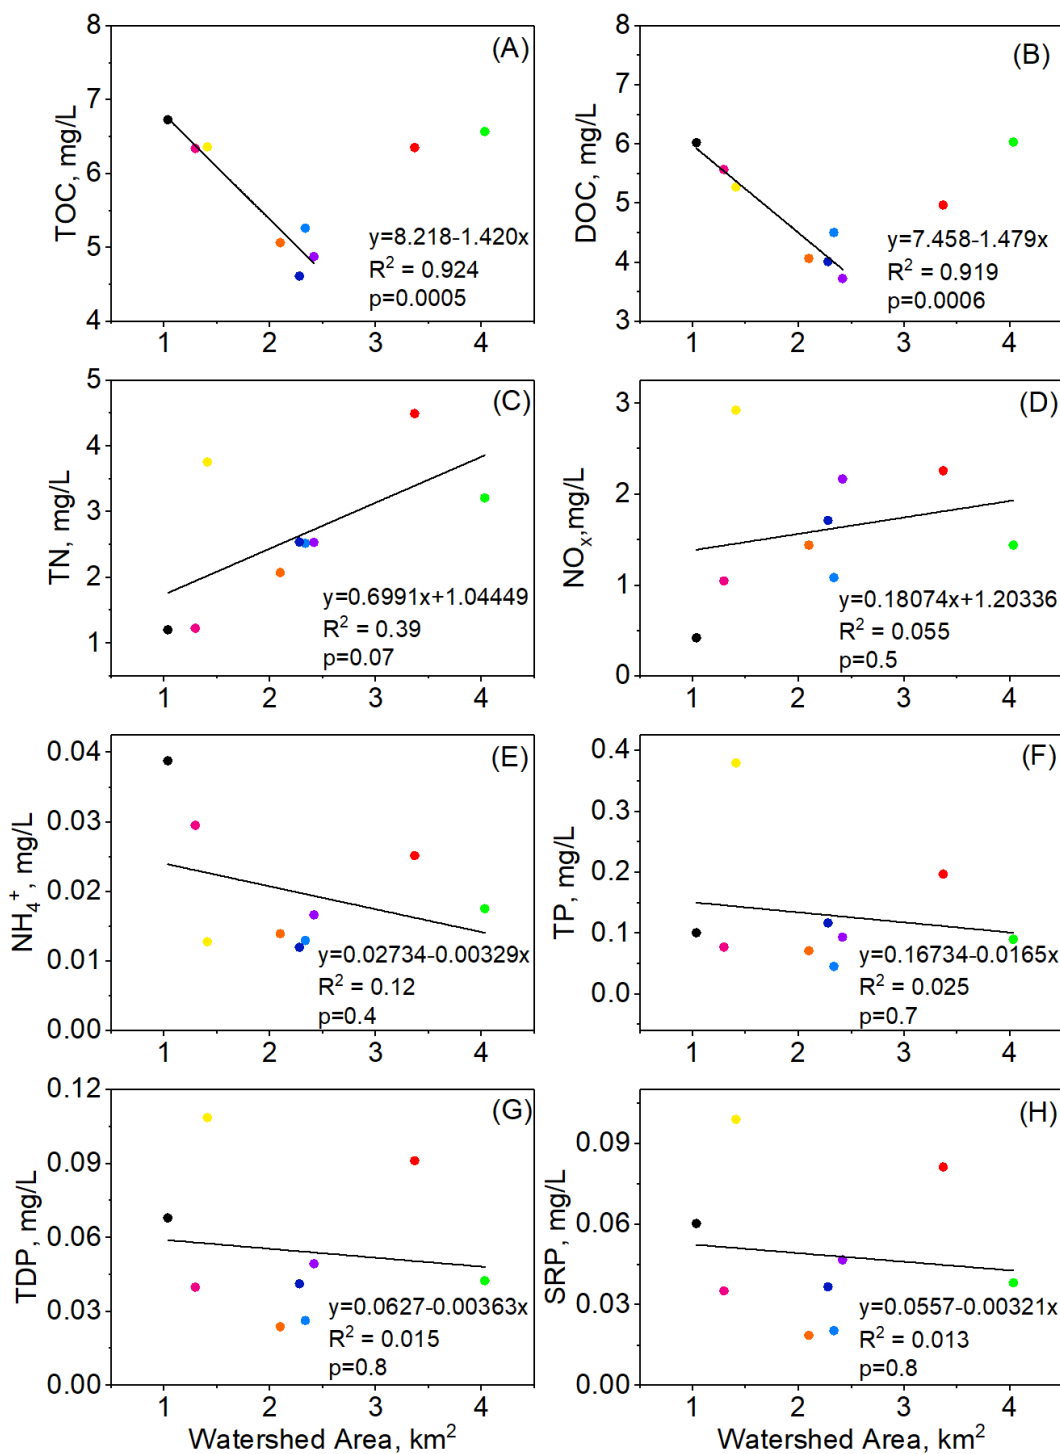 (A)
8
7
6
5
4
TOC, mg/L
y=8.218-1.420x
R² = 0.924
p=0.0005
1 2 3 4
(B)
8
7
6
5
4
3
DOC, mg/L
y=7.458-1.479x
R² = 0.919
p=0.0006
1 2 3 4
(C)
5
4
3
2
1
TN, mg/L
y=0.6991x+1.04449
R² = 0.39
p=0.07
1 2 3 4
(D)
3
2
1
0
NOₓ,mg/L
y=0.18074x+1.20336
R² = 0.055
p=0.5
1 2 3 4
(E)
0.04
0.03
0.02
0.01
0.00
NH₄⁺, mg/L
y=0.02734-0.00329x
R² = 0.12
p=0.4
1 2 3 4
(F)
0.4
0.3
0.2
0.1
0.0
TP, mg/L
y=0.16734-0.0165x
R² = 0.025
p=0.7
1 2 3 4
(G)
0.12
0.09
0.06
0.03
0.00
TDP, mg/L
y=0.0627-0.00363x
R² = 0.015
p=0.8
1 2 3 4
Watershed Area, km²
(H)
0.09
0.06
0.03
0.00
SRP, mg/L
y=0.0557-0.00321x
R² = 0.013
p=0.8
1 2 3 4
Watershed Area, km²